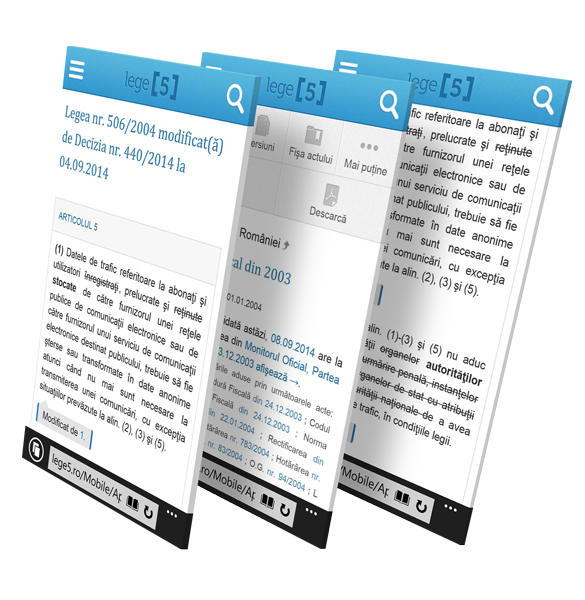 lege [5]
Legea nr. 506/2004 modificat(ă)
de Decizia nr. 440/2014 la
04.09.2014
ARTICOLUL 5
(1) Datele de trafic referitoare la abonaţi şi
utilizatori înregistraţi, prelucrate şi reţinute
stocate de către furnizorul unei reţele
publice de comunicaţii electronice sau de
către furnizorul unui serviciu de comunicaţii
electronice destinat publicului, trebuie să fie
şterse sau transformate în date anonime
atunci când nu mai sunt necesare la
transmiterea unei comunicări, cu excepţia
situaţiilor prevăzute la alin. (2), (3) şi (5).
Modificat de 1.
lege5.ro/Mobile/Ap
lege [5]
ersiuni
Fişa actului
Mai puţine
Descarcă
României
al din 2003
01.01.2004
idată astăzi, 08.09.2014 are la
ea din Monitorul Oficial, Partea
3.12.2003 afişează
ările aduse prin următoarele acte:
dură Fiscală din 24.12.2003 ; Codul
Fiscală din 24.12.2003 ; Norma
in 22.01.2004 ; Rectificarea din
tărârea nr. 783/2004 ; Hotărârea nr.
nr. 83/2004 ; O.G. nr. 94/2004 ; L
.ro/Mobile/Ap
lege [5]
fic referitoare la abonaţi şi
traţi, prelucrate şi reţinute
tre furnizorul unei reţele
nicaţii electronice sau de
unui serviciu de comunicaţii
nat publicului, trebuie să fie
sformate în date anonime
mai sunt necesare la
ei comunicări, cu excepţia
te la alin. (2), (3) şi (5).
alin. (1)-(3) şi (5) nu aduc
ăţii organelor autorităţilor
urmărire penală, instanţelor
rganelor de stat cu atribuţii
urităţii naţionale de a avea
e trafic, în condiţiile legii.
/Mobile/Ap